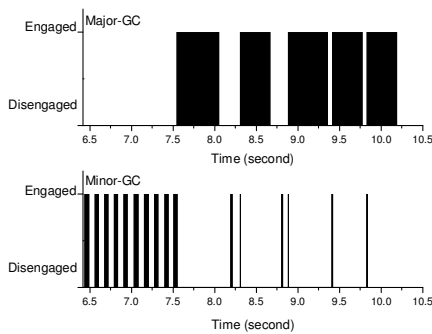 Major-GC
Engaged
Disengaged
6.5 7.0 7.5 8.0 8.5 9.0 9.5 10.0 10.5
Time (second)
Minor-GC
Engaged
Disengaged
6.5 7.0 7.5 8.0 8.5 9.0 9.5 10.0 10.5
Time (second)